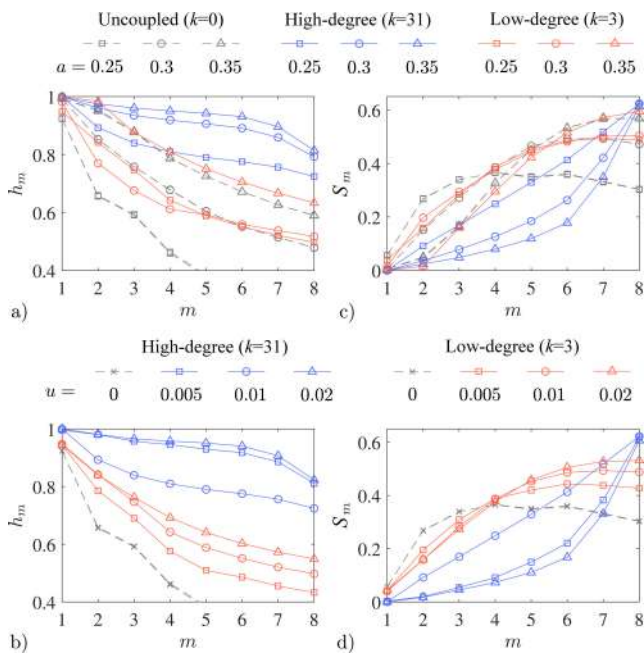 Uncoupled (k=0) High-degree (k=31) Low-degree (k=3)
a = 0.25 0.3 0.35 0.25 0.3 0.35 0.25 0.3 0.35
1
0.8
0.6
0.4
h_m
1 2 3 4 5 6 7 8
a) m
0.6
0.4
0.2
0
S_m
1 2 3 4 5 6 7 8
c) m
High-degree (k=31) Low-degree (k=3)
u = 0 0.005 0.01 0.02 0 0.005 0.01 0.02
1
0.8
0.6
0.4
h_m
1 2 3 4 5 6 7 8
b) m
0.6
0.4
0.2
0
S_m
1 2 3 4 5 6 7 8
d) m